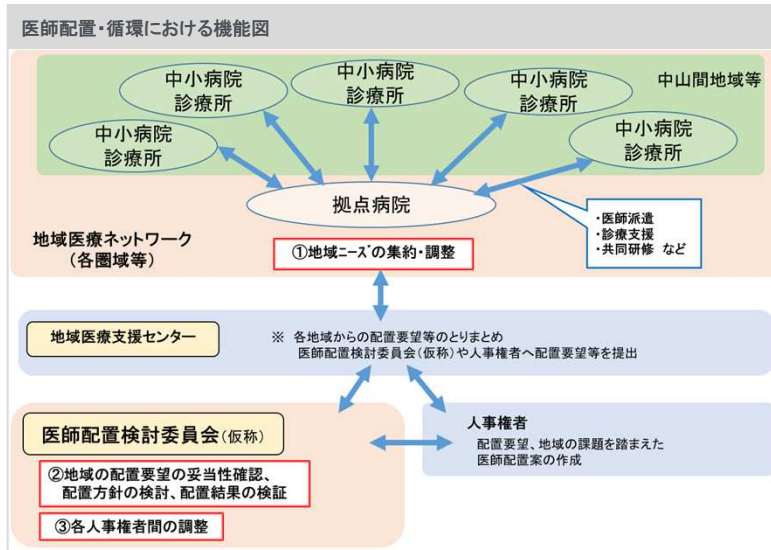 医師配置・循環における機能図
中小病院
診療所
中小病院
診療所
中小病院
診療所
中小病院
診療所
中小病院
診療所
中山間地域等
拠点病院
・医師派遣
・診療支援
・共同研修 など
地域医療ネットワーク
(各圏域等)
①地域ニーズの集約・調整
地域医療支援センター
※ 各地域からの配置要望等のとりまとめ
医師配置検討委員会(仮称)や人事権者へ配置要望等を提出
医師配置検討委員会(仮称)
②地域の配置要望の妥当性確認、
配置方針の検討、配置結果の検証
③各人事権者間の調整
人事権者
配置要望、地域の課題を踏まえた
医師配置案の作成